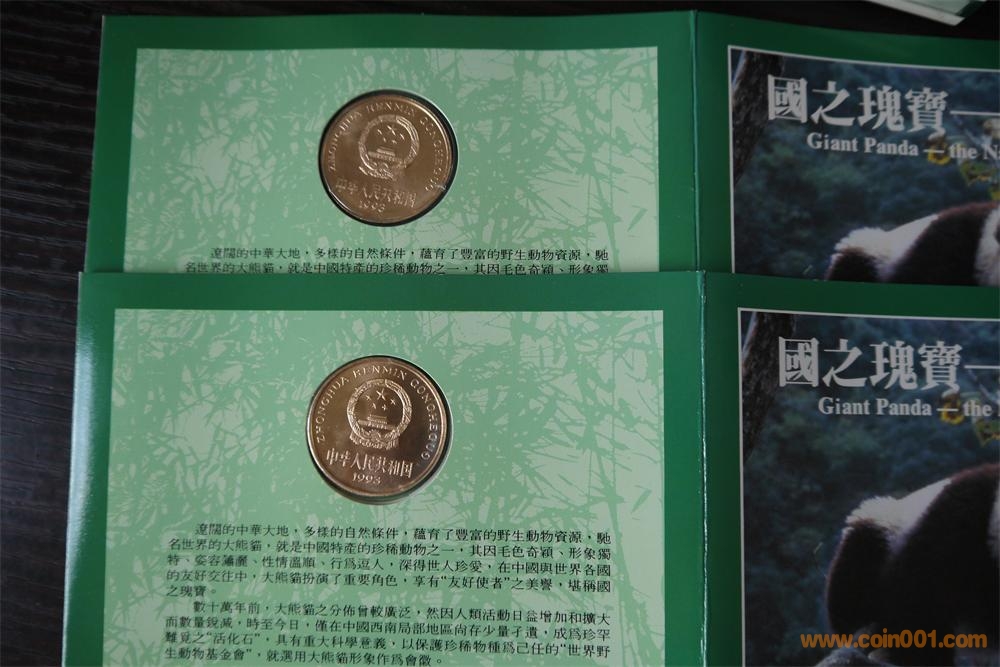 ZHONGHUA RENMIN GONGHEGUO
中华人民共和国
1993
國之瑰寶—
Giant Panda — the N
遼闊的中華大地，多樣的自然條件，蘊育了豐富的野生動物資源，馳
名世界的大熊貓，就是中國特產的珍稀動物之一，其因毛色奇穎、形象獨
ZHONGHUA RENMIN GONGHEGUO
中华人民共和国
1993
國之瑰寶—
Giant Panda — the
遼闊的中華大地，多樣的自然條件，蘊育了豐富的野生動物資源，馳
名世界的大熊貓，就是中國特產的珍稀動物之一，其因毛色奇穎、形象獨
特、姿容蕭灑、性情溫順、行爲逗人，深得世人珍愛，在中國與世界各國
的友好交往中，大熊貓扮演了重要角色，享有“友好使者”之美譽，堪稱國
之瑰寶。
數十萬年前，大熊貓之分佈曾較廣泛，然因人類活動日益增加和擴大
而數量銳減，時至今日，僅在中國西南局部地區尚存少量孑遺，成爲珍罕
難覓之“活化石”，具有重大科學意義，以保護珍稀物種爲己任的“世界野
生動物基金會”，就選用大熊貓形象作爲會徽。
www.coin001.com